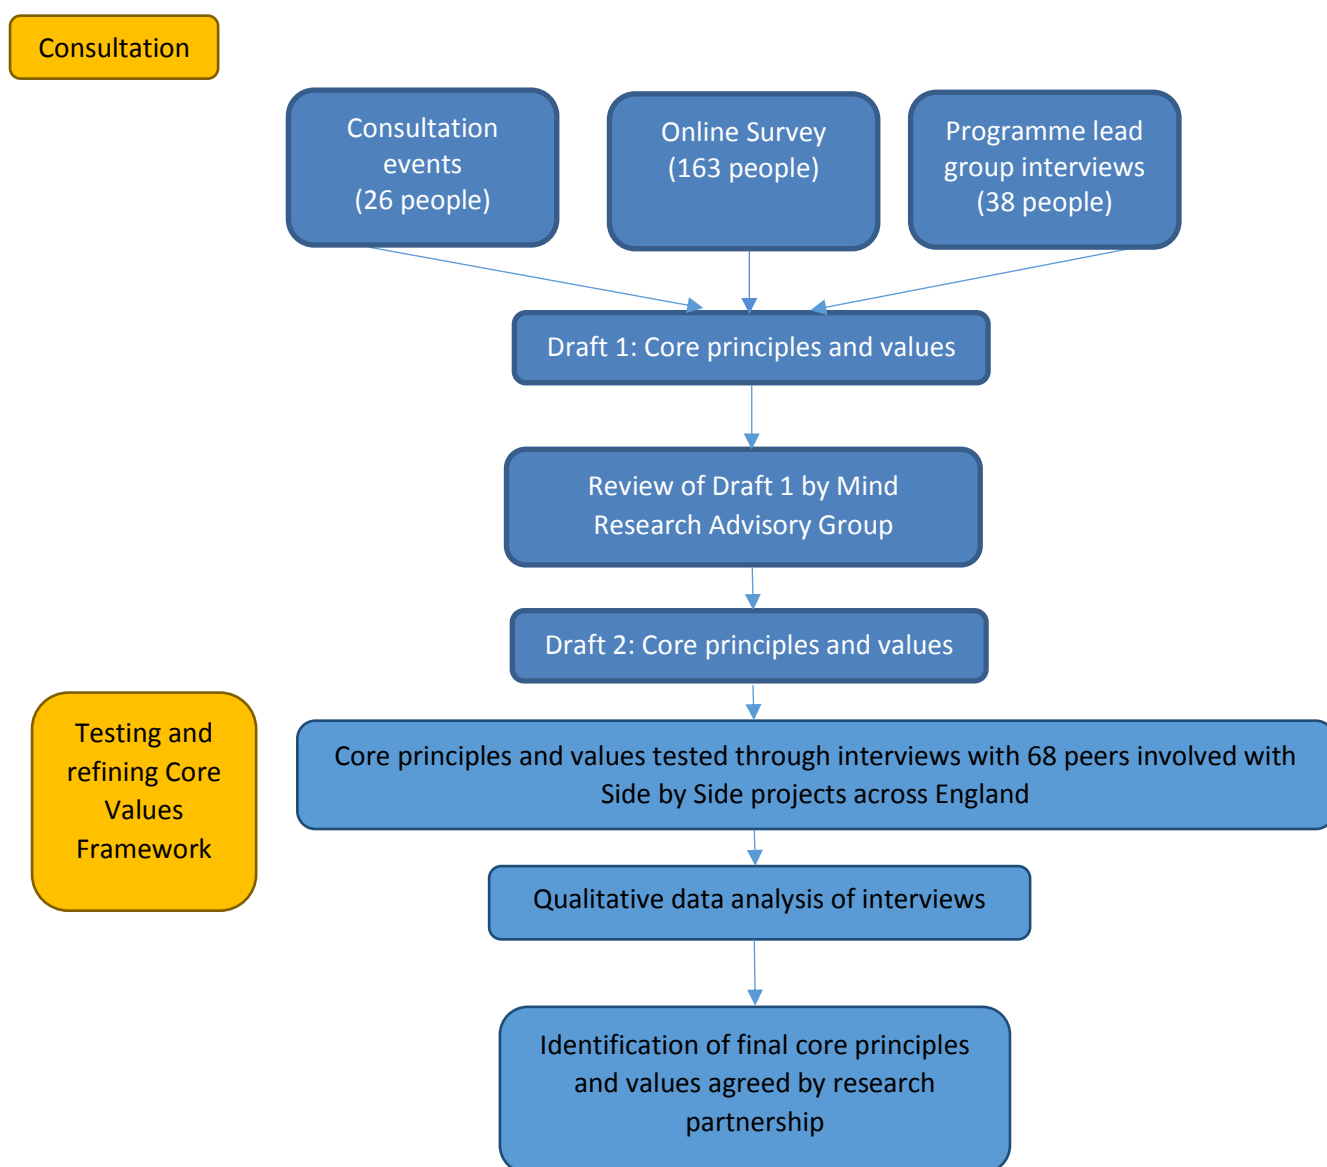 Consultation
Consultation
events
(26 people)
Online Survey
(163 people)
Programme lead
group interviews
(38 people)
Draft 1: Core principles and values
Review of Draft 1 by Mind
Research Advisory Group
Draft 2: Core principles and values
Testing and
refining Core
Values
Framework
Core principles and values tested through interviews with 68 peers involved with
Side by Side projects across England
Qualitative data analysis of interviews
Identification of final core principles
and values agreed by research
partnership